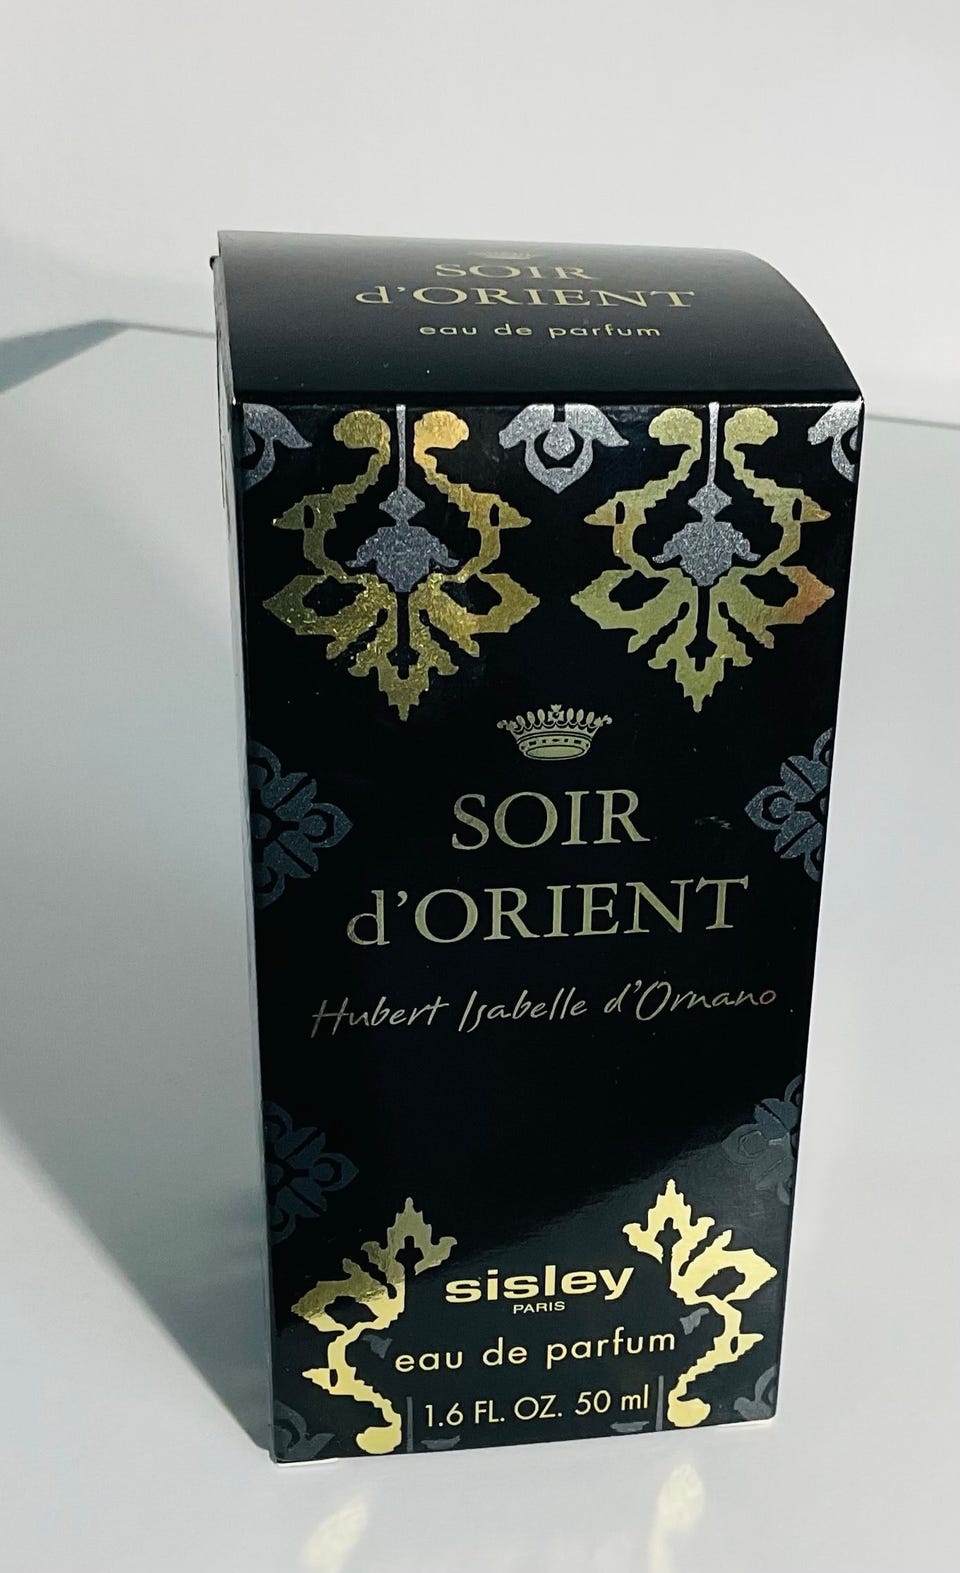 SOIR
d'ORIENT
eau de parfum
SOIR
d'ORIENT
Hubert Isabelle d'Ornano
sisley
PARIS
eau de parfum
1.6 FL. OZ. 50 ml